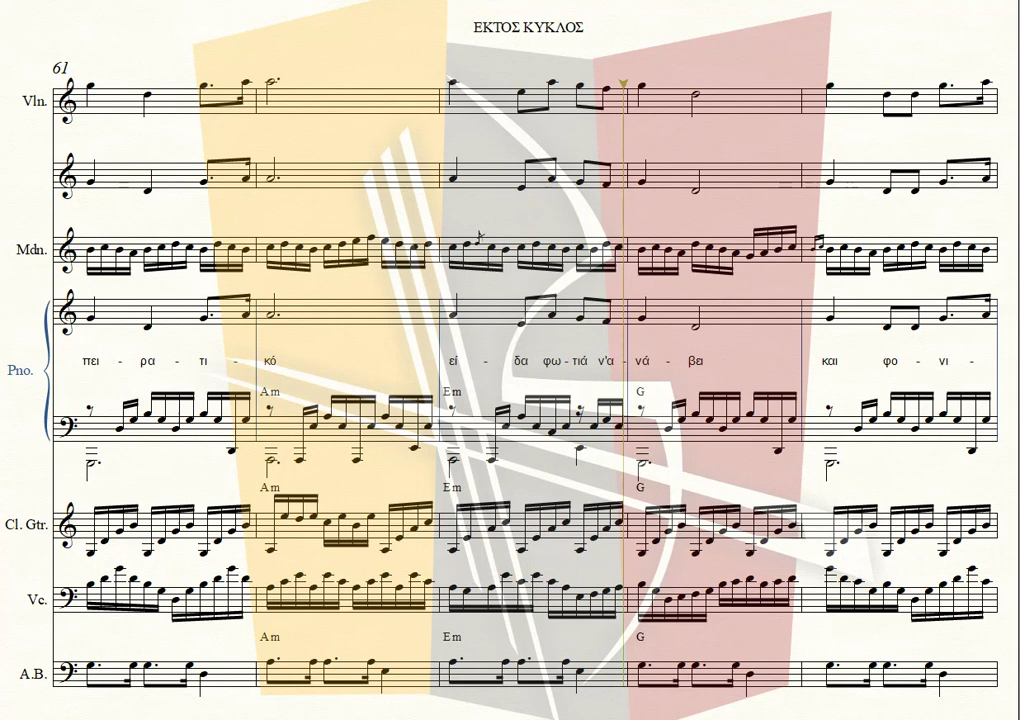 ΕΚΤΟΣ ΚΥΚΛΟΣ
61
Vln.
Mdn.
Pno.
πει - ρα - τι - κό εί - δα φω - τιά ν'α - νά - βει και φο - νι -
Am Em G
Am Em G
Cl. Gtr.
Vc.
Am Em G
A.B.